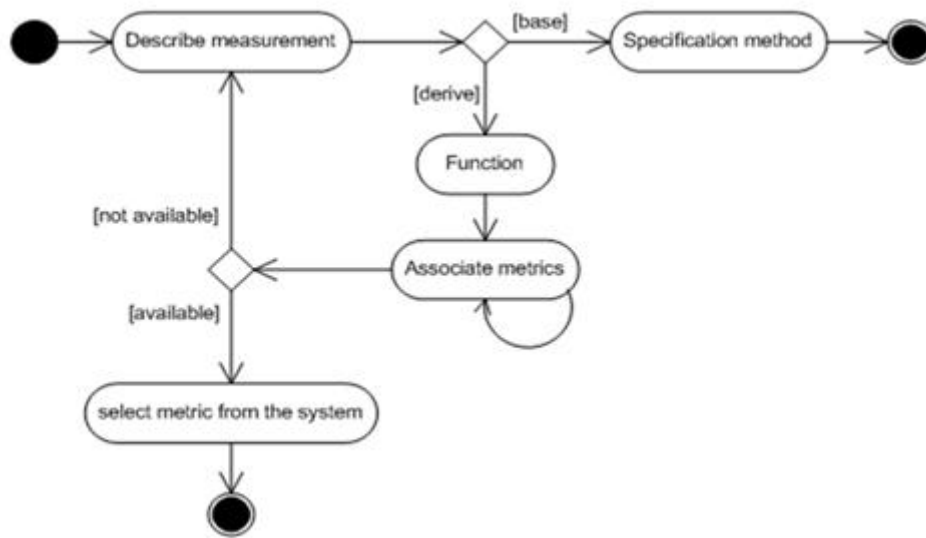 Describe measurement
[base]
Specification method
[derive]
Function
[not available]
Associate metrics
[available]
select metric from the system